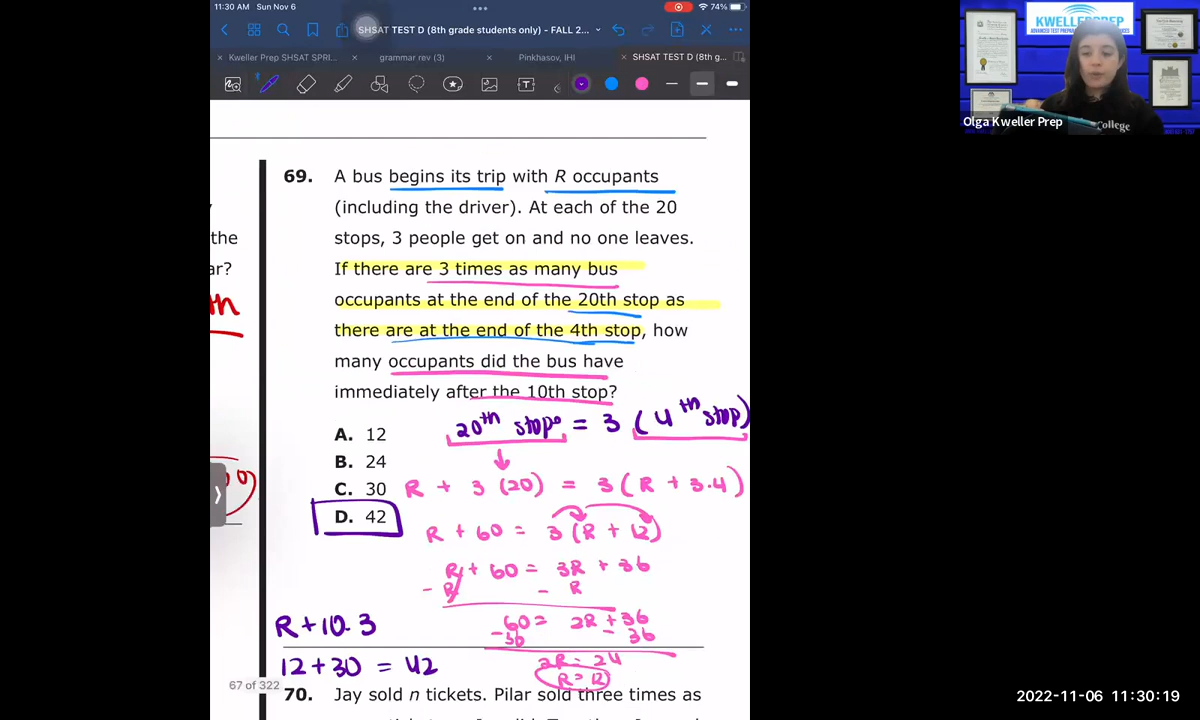 11:30 AM Sun Nov 6
74%
SHSAT TEST D (8th grade students only) - FALL 2...
Kweller Prep SHSAT SPRI...
grammar rev (3)
Pinkhasov, IHI
SHSAT TEST D (8th g...
KWELLERPREP
Olga Kweller Prep
College
the
ar?
th
69. A bus begins its trip with R occupants
(including the driver). At each of the 20
stops, 3 people get on and no one leaves.
If there are 3 times as many bus
occupants at the end of the 20th stop as
there are at the end of the 4th stop, how
many occupants did the bus have
immediately after the 10th stop?
20th stop = 3 (4th stop)
A. 12
B. 24
C. 30
D. 42
R + 3 (20) = 3 (R + 3.4)
R + 60 = 3 (R + 12)
R + 60 = 3R + 36
- R - R
60 = 2R + 36
-36 - 36
2R = 24
R = 12
R + 10.3
12 + 30 = 42
67 of 322
70. Jay sold n tickets. Pilar sold three times as
2022-11-06 11:30:19